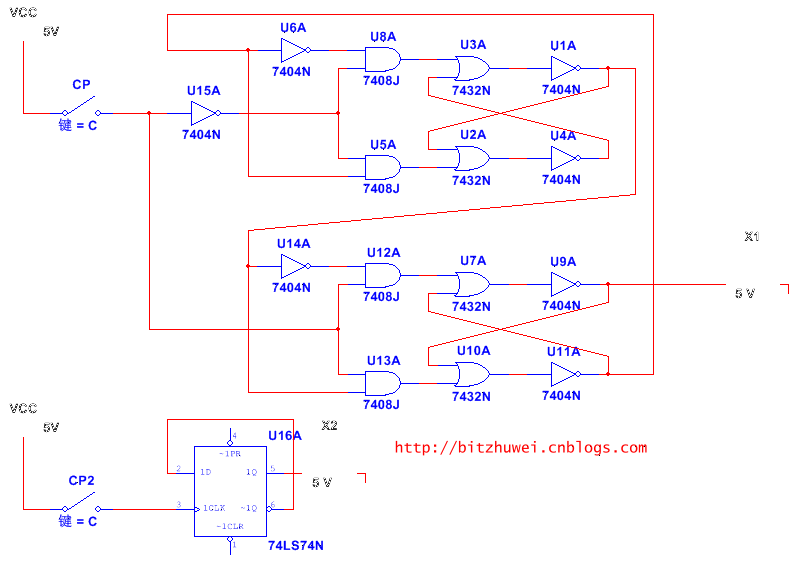 VCC
5V
U6A
U8A
U3A
U1A
7404N
7408J
7432N
7404N
CP
键 = C
U15A
7404N
U5A
7408J
U2A
7432N
U4A
7404N
X1
5 V
U14A
7404N
U12A
7408J
U7A
7432N
U9A
7404N
U13A
7408J
U10A
7432N
U11A
7404N
VCC
5V
X2
5 V
http://bitzhuwei.cnblogs.com
CP2
键 = C
U16A
4
~1PR
2
1D
1Q
5
3
1CLK
~1Q
6
~1CLR
1
74LS74N